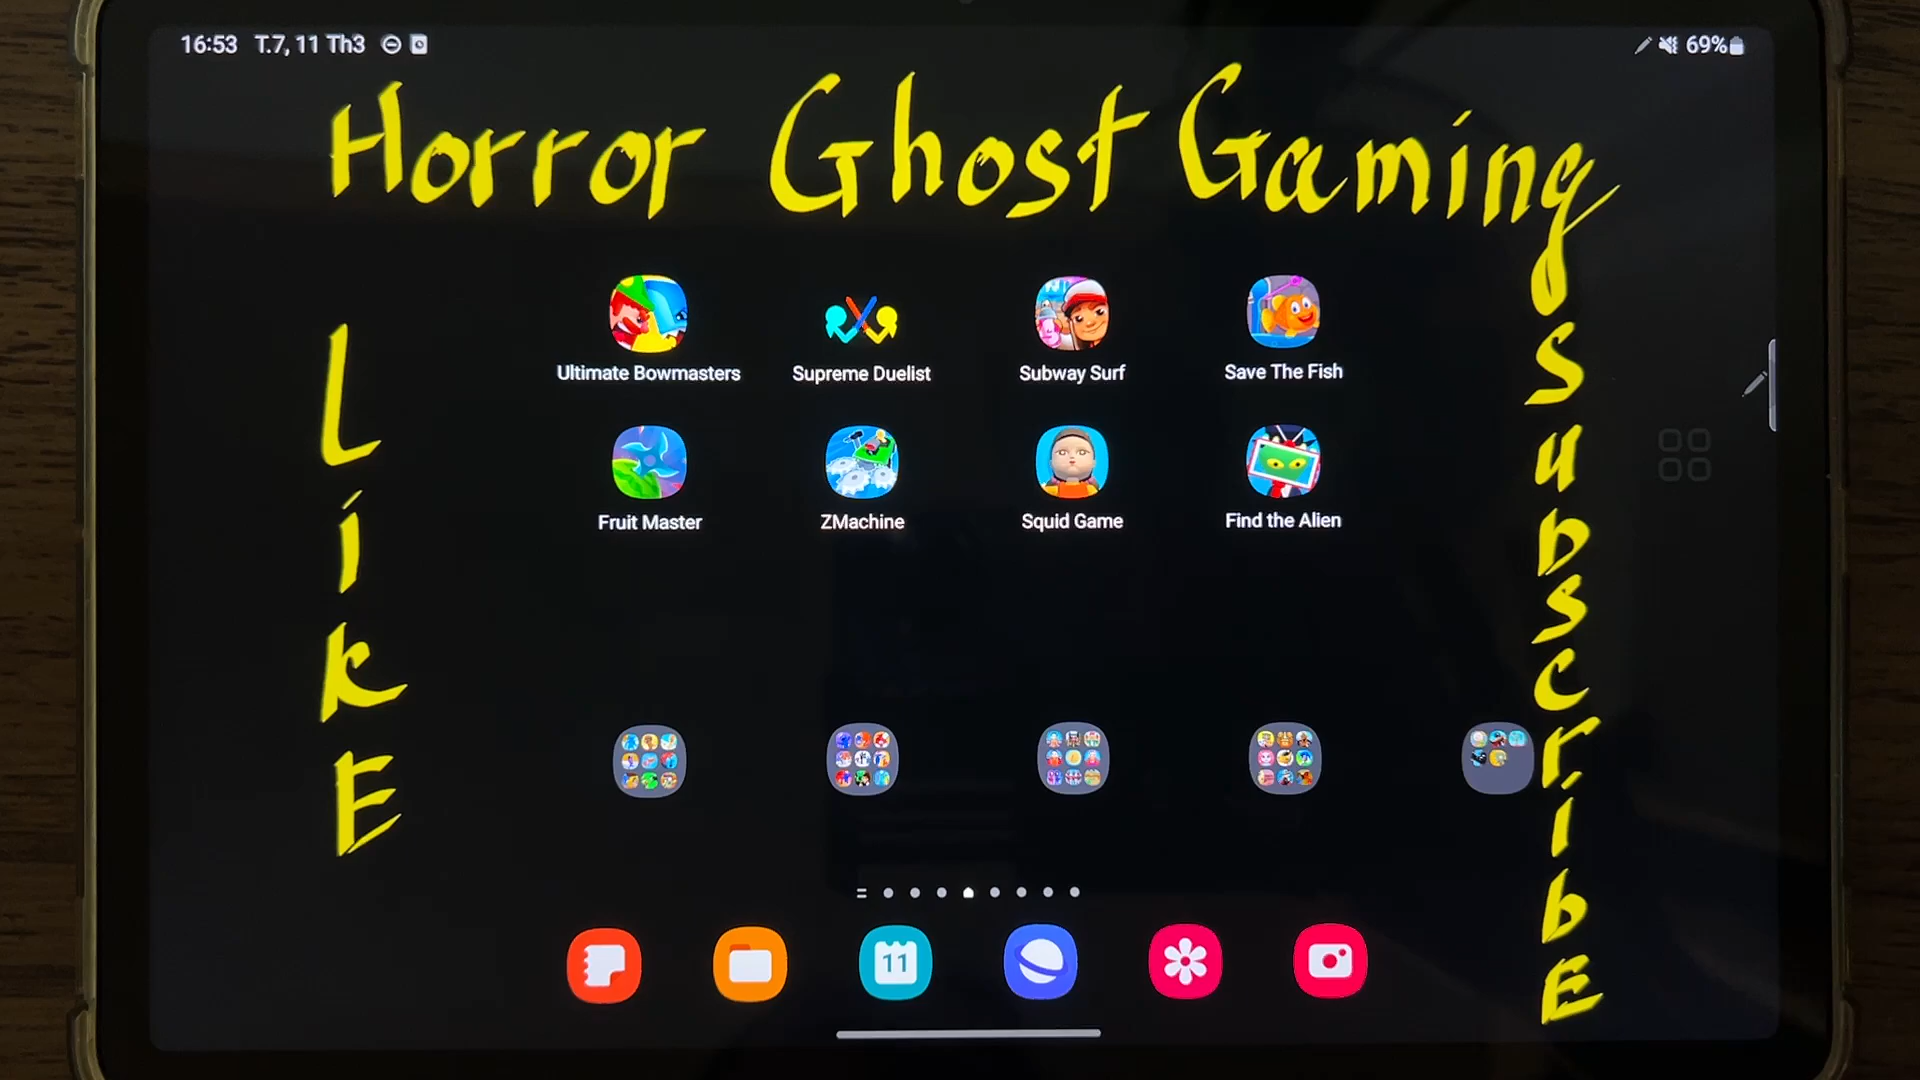 16:53 T.7, 11 Th3 69%
Horror Ghost Gaming
LikE
SubscribE
Ultimate Bowmasters Supreme Duelist Subway Surf Save The Fish
Fruit Master ZMachine Squid Game Find the Alien
11